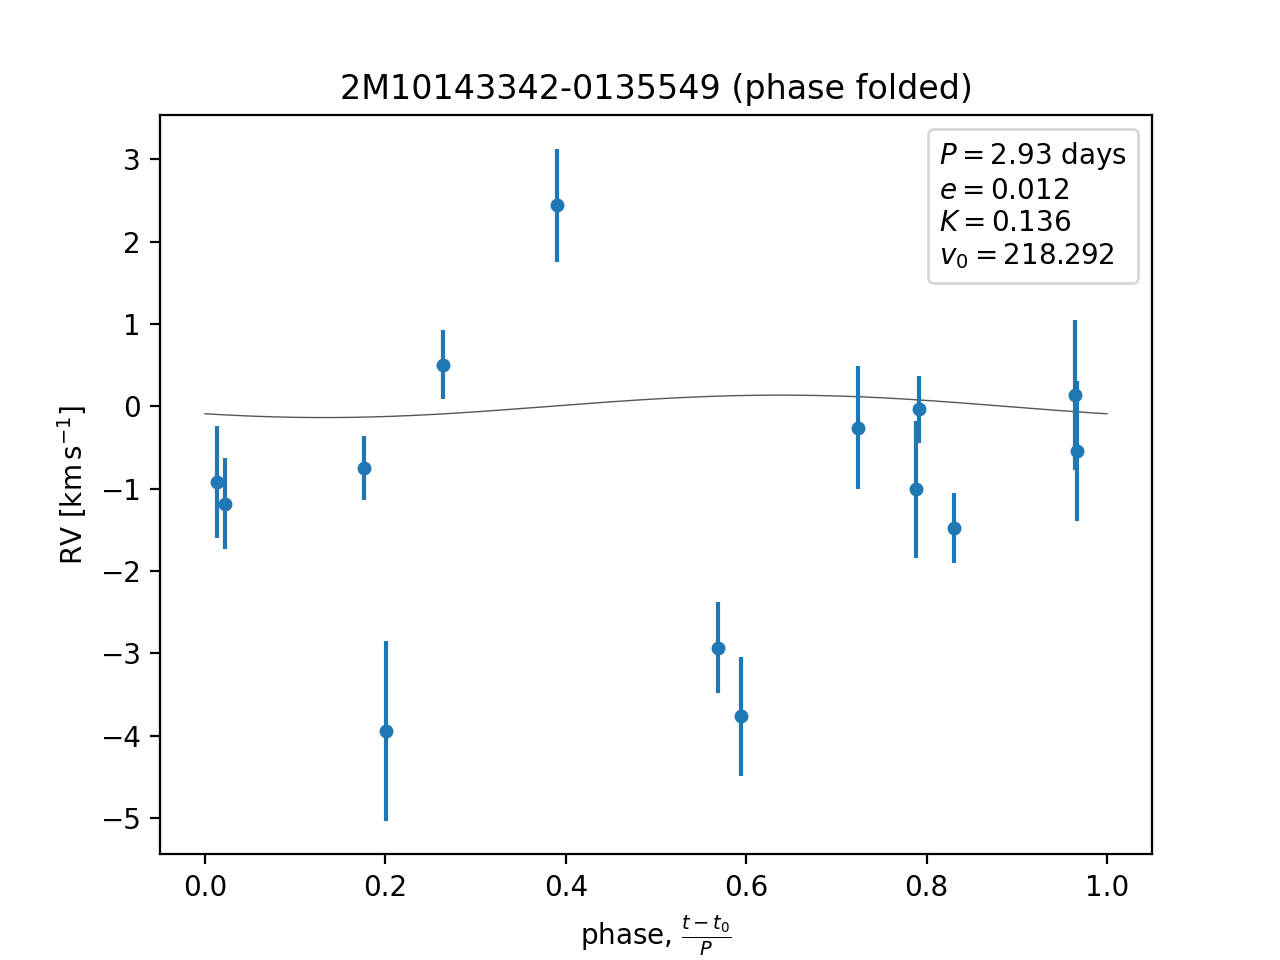 2M10143342-0135549 (phase folded)
P = 2.93 days
e = 0.012
K = 0.136
v₀ = 218.292
RV [km s⁻¹]
3
2
1
0
−1
−2
−3
−4
−5
0.0 0.2 0.4 0.6 0.8 1.0
phase, (t − t₀)/P